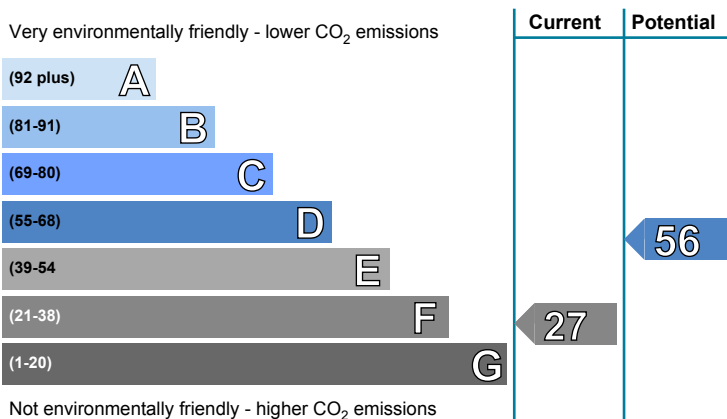 Current Potential
Very environmentally friendly - lower CO2 emissions
(92 plus) A
(81-91) B
(69-80) C
(55-68) D
56
(39-54 E
(21-38) F
27
(1-20) G
Not environmentally friendly - higher CO2 emissions